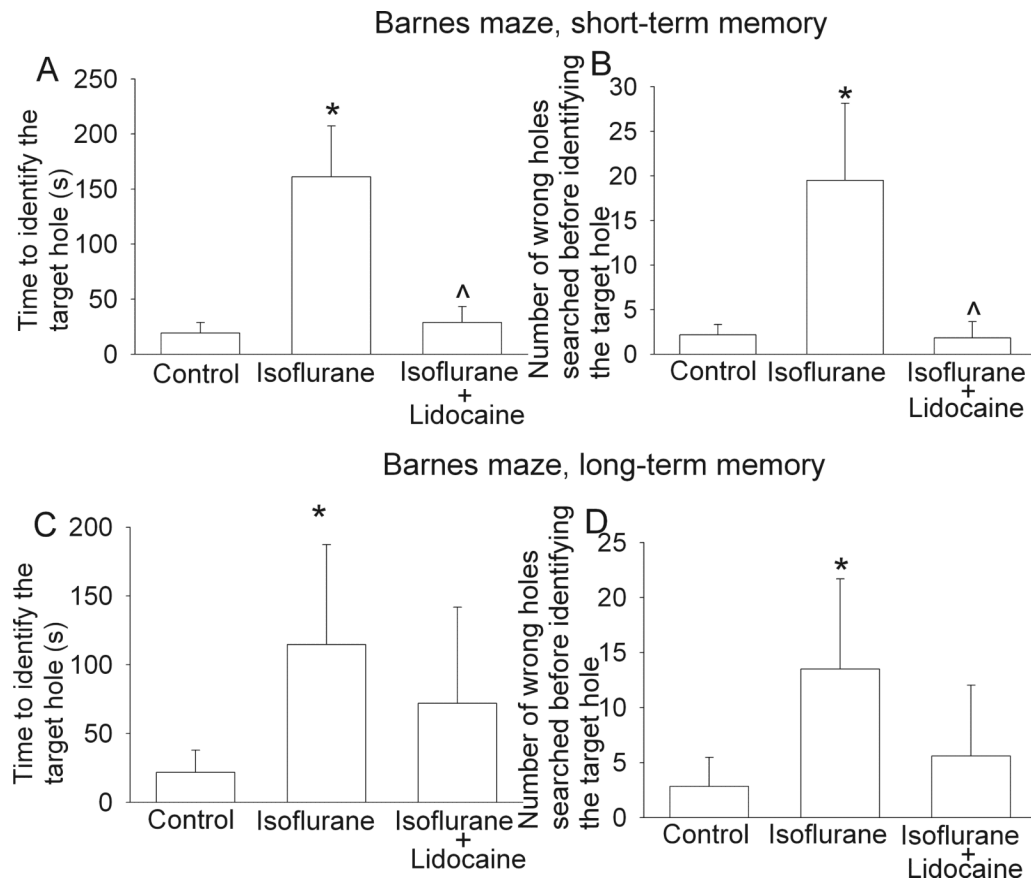 Barnes maze, short-term memory
A
Time to identify the
target hole (s)
250
200
150
100
50
0
*
^
Control
Isoflurane
Isoflurane
+
Lidocaine
B
Number of wrong holes
searched before identifying
the target hole
30
25
20
15
10
5
0
*
^
Control
Isoflurane
Isoflurane
+
Lidocaine
Barnes maze, long-term memory
C
Time to identify the
target hole (s)
200
150
100
50
0
*
Control
Isoflurane
Isoflurane
+
Lidocaine
D
Number of wrong holes
searched before identifying
the target hole
25
20
15
10
5
0
*
Control
Isoflurane
Isoflurane
+
Lidocaine